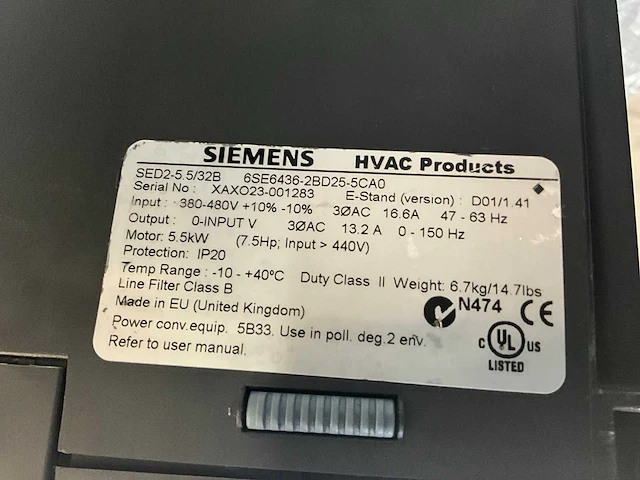 SIEMENS HVAC Products
SED2-5.5/32B 6SE6436-2BD25-5CA0
Serial No : XAXO23-001283 E-Stand (version) : D01/1.41
Input : 380-480V +10% -10% 3ØAC 16.6A 47 - 63 Hz
Output : 0-INPUT V 3ØAC 13.2 A 0 - 150 Hz
Motor: 5.5kW (7.5Hp; Input > 440V)
Protection: IP20
Temp Range : -10 - +40ºC Duty Class II Weight: 6.7kg/14.7lbs
Line Filter Class B
Made in EU (United Kingdom) N474 CE
Power conv.equip. 5B33. Use in poll. deg.2 env. C UL US
Refer to user manual. LISTED